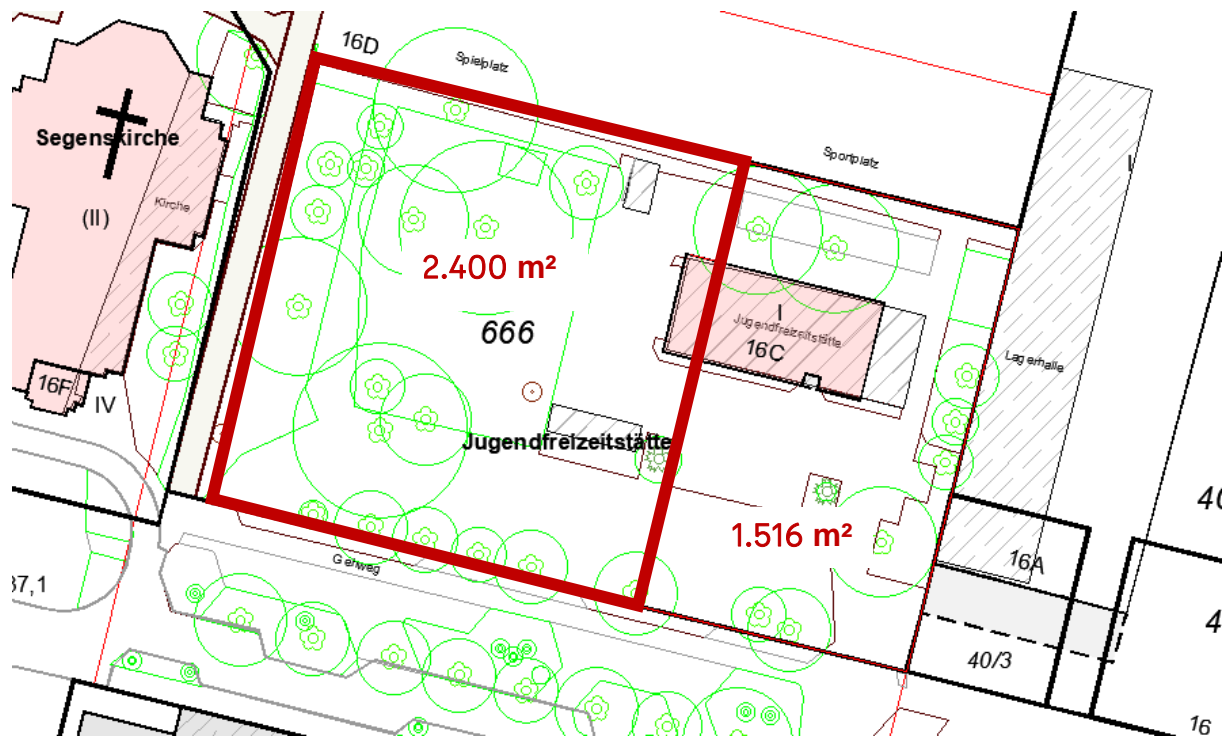 16D
Spielplatz
Segenskirche
Sportplatz
I
(II)
Kirche
2.400 m²
666
I
Jugendfreizeitstätte
16C
Lagerhalle
16F
IV
Jugendfreizeitstätte
40
1.516 m²
Gehweg
16A
37,1
4
40/3
16